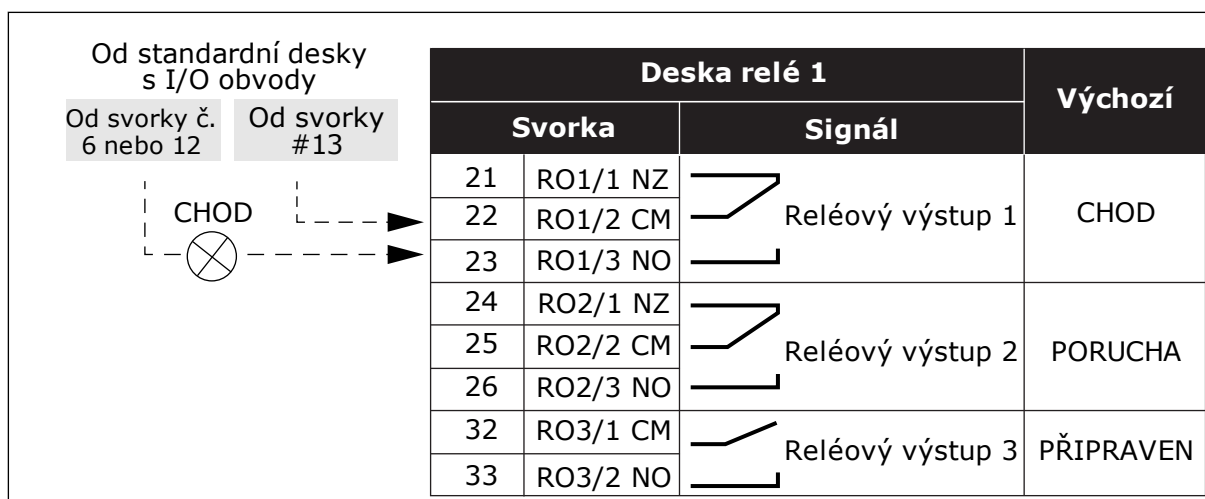 Od standardní desky
s I/O obvody
Od svorky č.
6 nebo 12
Od svorky
#13
CHOD
Deska relé 1
Výchozí
Svorka
Signál
21 RO1/1 NZ
22 RO1/2 CM
23 RO1/3 NO
Reléový výstup 1
CHOD
24 RO2/1 NZ
25 RO2/2 CM
26 RO2/3 NO
Reléový výstup 2
PORUCHA
32 RO3/1 CM
33 RO3/2 NO
Reléový výstup 3
PŘIPRAVEN